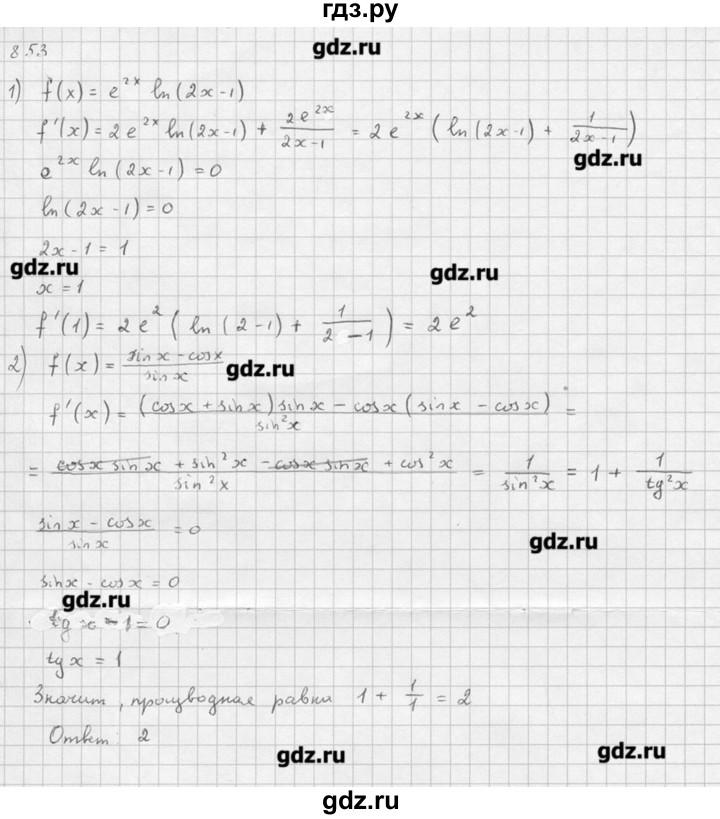 гдз.ру
gdz.ru
8.53
1) f(x) = e^{2x} ln(2x-1)
f'(x) = 2e^{2x} ln(2x-1) + \frac{2e^{2x}}{2x-1} = 2e^{2x} (ln(2x-1) + \frac{1}{2x-1})
gdz.ru
e^{2x} ln(2x-1) = 0
ln(2x-1) = 0
2x-1 = 1
gdz.ru gdz.ru
x = 1
f'(1) = 2e^2 (ln(2-1) + \frac{1}{2-1}) = 2e^2
2) f(x) = \frac{sin x - cos x}{sin x}
gdz.ru
f'(x) = \frac{(cos x + sin x) sin x - cos x (sin x - cos x)}{sin^2 x} =
= \frac{cos x sin x + sin^2 x - cos x sin x + cos^2 x}{sin^2 x} = \frac{1}{sin^2 x} = 1 + \frac{1}{tg^2 x}
\frac{sin x - cos x}{sin x} = 0
gdz.ru
sin x - cos x = 0
gdz.ru
tg x - 1 = 0
tg x = 1
Значит, производная равна 1 + \frac{1}{1} = 2
Ответ: 2
gdz.ru gdz.ru
gdz.ru